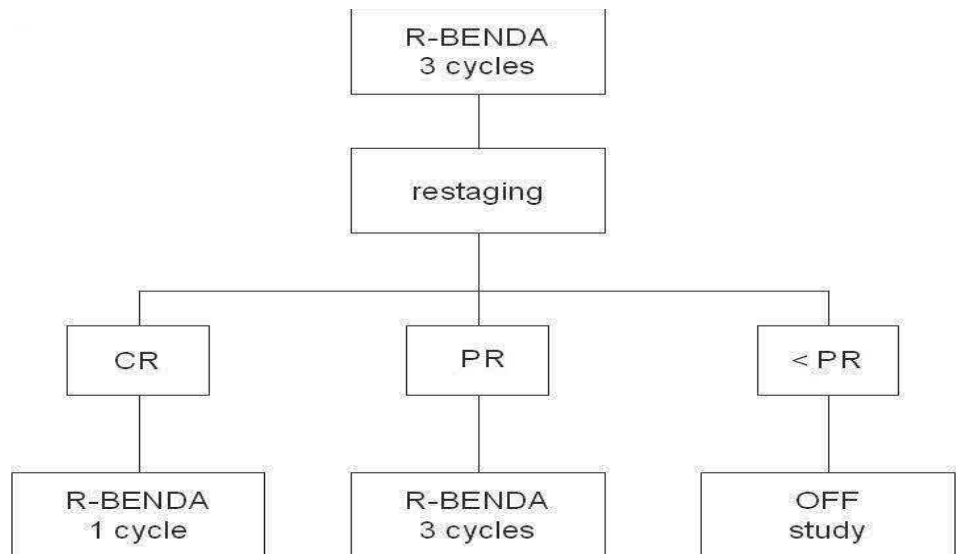 R-BENDA
3 cycles
restaging
CR
PR
< PR
R-BENDA
1 cycle
R-BENDA
3 cycles
OFF
study